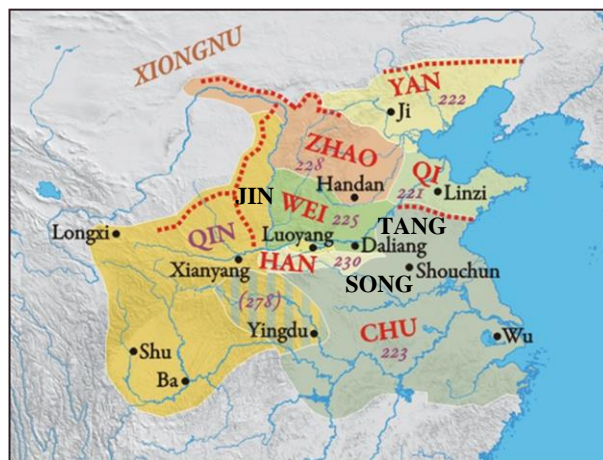 XIONGNU
YAN
222
Ji
ZHAO
228
Handan
QI
221
Linzi
JIN
WEI
225
TANG
Longxi
QIN
Luoyang
Daliang
Xianyang
HAN
230
Shouchun
SONG
(278)
Yingdu
CHU
223
Wu
Shu
Ba